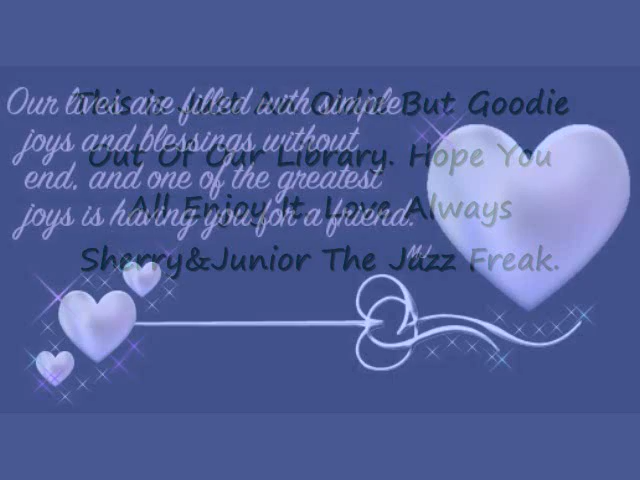 Our lives are filled with simple
joys and blessings without
end, and one of the greatest
joys is having you for a friend.
This is Just An Oldie But Goodie
Out Of Our Library. Hope You
All Enjoy It. Love Always
Sherry&Junior The Jazz Freak.